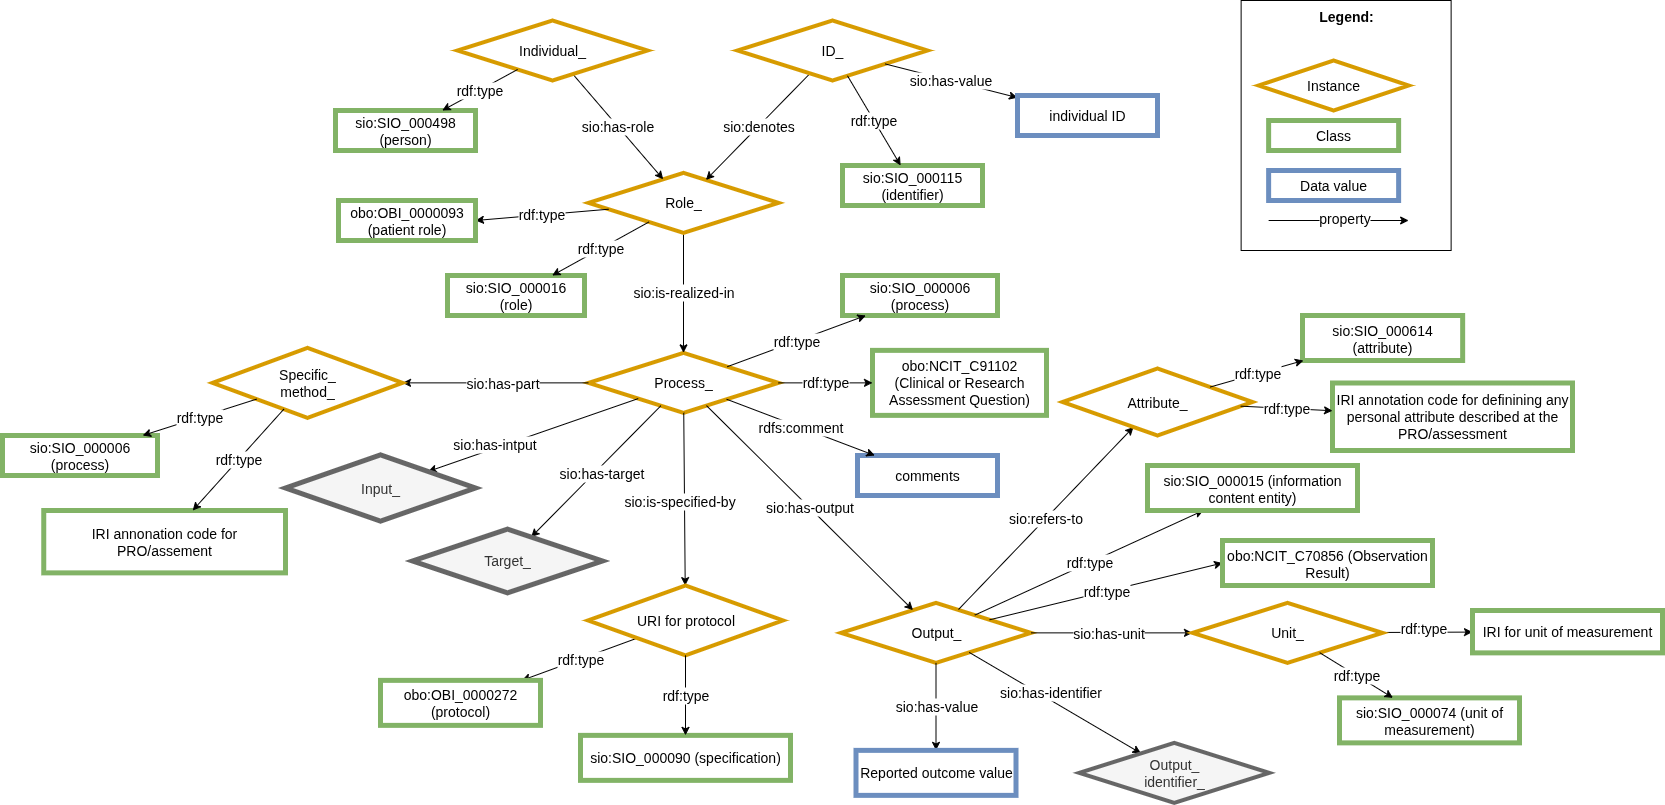 Legend:
Instance
Class
Data value
property
Individual_
ID_
rdf:type
sio:has-value
sio:SIO_000498
(person)
sio:has-role
sio:denotes
rdf:type
individual ID
sio:SIO_000115
(identifier)
Role_
obo:OBI_0000093
(patient role)
rdf:type
rdf:type
sio:SIO_000016
(role)
sio:is-realized-in
sio:SIO_000006
(process)
rdf:type
Specific_
method_
sio:has-part
Process_
rdf:type
obo:NCIT_C91102
(Clinical or Research
Assessment Question)
Attribute_
rdf:type
sio:SIO_000614
(attribute)
rdf:type
IRI annotation code for definining any
personal attribute described at the
PRO/assessment
rdf:type
sio:SIO_000006
(process)
rdf:type
IRI annonation code for
PRO/assement
sio:has-intput
Input_
sio:has-target
Target_
sio:is-specified-by
rdfs:comment
comments
sio:has-output
sio:refers-to
sio:SIO_000015 (information
content entity)
rdf:type
obo:NCIT_C70856 (Observation
Result)
rdf:type
URI for protocol
rdf:type
obo:OBI_0000272
(protocol)
rdf:type
sio:SIO_000090 (specification)
Output_
sio:has-unit
Unit_
rdf:type
IRI for unit of measurement
rdf:type
sio:SIO_000074 (unit of
measurement)
sio:has-value
sio:has-identifier
Reported outcome value
Output_
identifier_